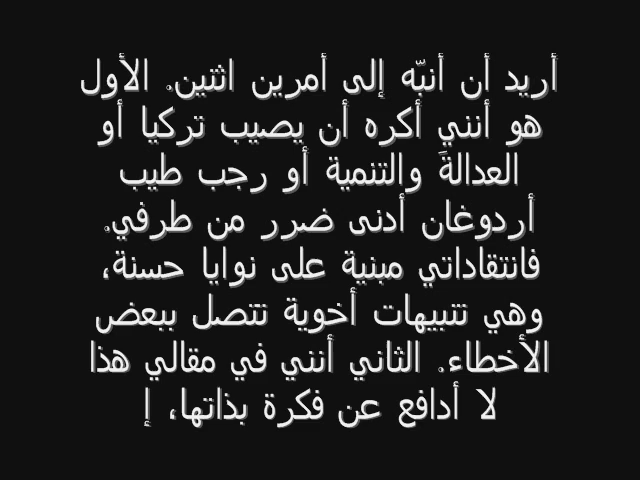 أريد أن أنبّه إلى أمرين اثنين. الأول
هو أنني أكره أن يصيب تركيا أو
العدالةَ والتنمية أو رجب طيب
أردوغان أدنى ضرر من طرفي.
فانتقاداتي مبنية على نوايا حسنة،
وهي تنبيهات أخوية تتصل ببعض
الأخطاء. الثاني أنني في مقالي هذا
لا أدافع عن فكرة بذاتها، إ